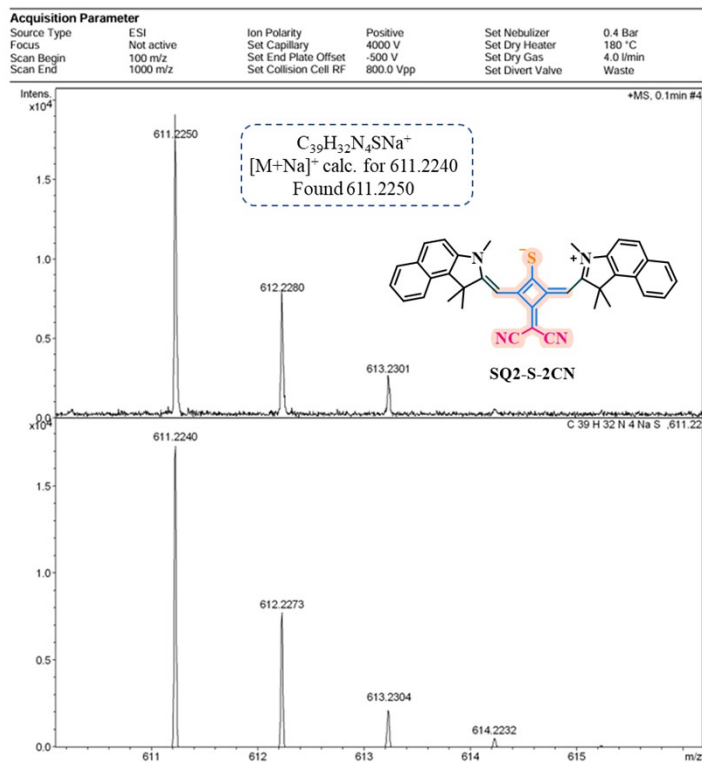 Acquisition Parameter
Source Type ESI Ion Polarity Positive Set Nebulizer 0.4 Bar
Focus Not active Set Capillary 4000 V Set Dry Heater 180 °C
Scan Begin 100 m/z Set End Plate Offset -500 V Set Dry Gas 4.0 l/min
Scan End 1000 m/z Set Collision Cell RF 800.0 Vpp Set Divert Valve Waste
Intens.
x10⁴
+MS, 0.1min #4
611.2250
C₃₉H₃₂N₄SNa⁺
[M+Na]⁺ calc. for 611.2240
Found 611.2250
1.5
1.0
S⁻
N
+ N
612.2280
0.5
NC CN
613.2301
SQ2-S-2CN
0.0
x10⁴
C 39 H 32 N 4 Na S ,611.22
611.2240
1.5
1.0
612.2273
0.5
613.2304
614.2232
0.0
611 612 613 614 615 m/z